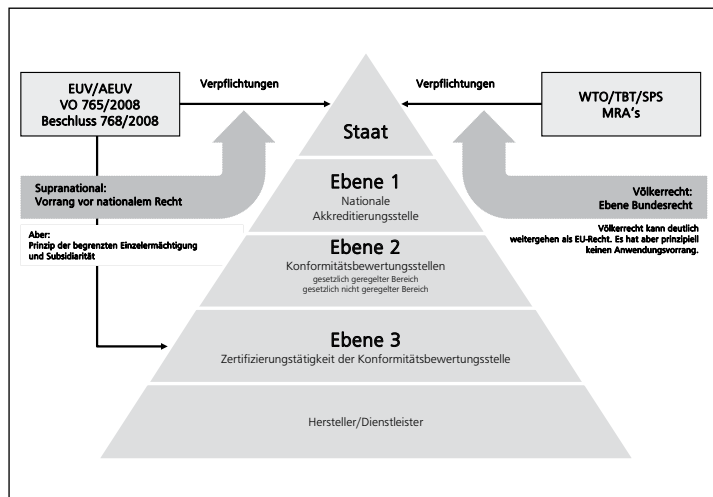 EUV/AEUV
VO 765/2008
Beschluss 768/2008
Verpflichtungen
Verpflichtungen
WTO/TBT/SPS
MRA's
Staat
Supranational:
Vorrang vor nationalem Recht
Ebene 1
Nationale
Akkreditierungsstelle
Völkerrecht:
Ebene Bundesrecht
Aber:
Prinzip der begrenzten Einzelermächtigung
und Subsidiarität
Völkerrecht kann deutlich
weitergehen als EU-Recht. Es hat aber prinzipiell
keinen Anwendungsvorrang.
Ebene 2
Konformitätsbewertungsstellen
gesetzlich geregelter Bereich
gesetzlich nicht geregelter Bereich
Ebene 3
Zertifizierungstätigkeit der Konformitätsbewertungsstelle
Hersteller/Dienstleister